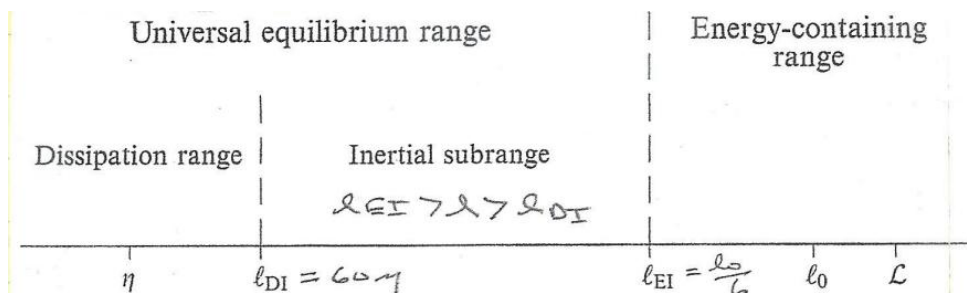 Universal equilibrium range
Energy-containing
range
Dissipation range
Inertial subrange
ℓEI > ℓ > ℓDI
η
ℓDI = 60η
ℓEI = ℓ0/6
ℓ0
ℒ